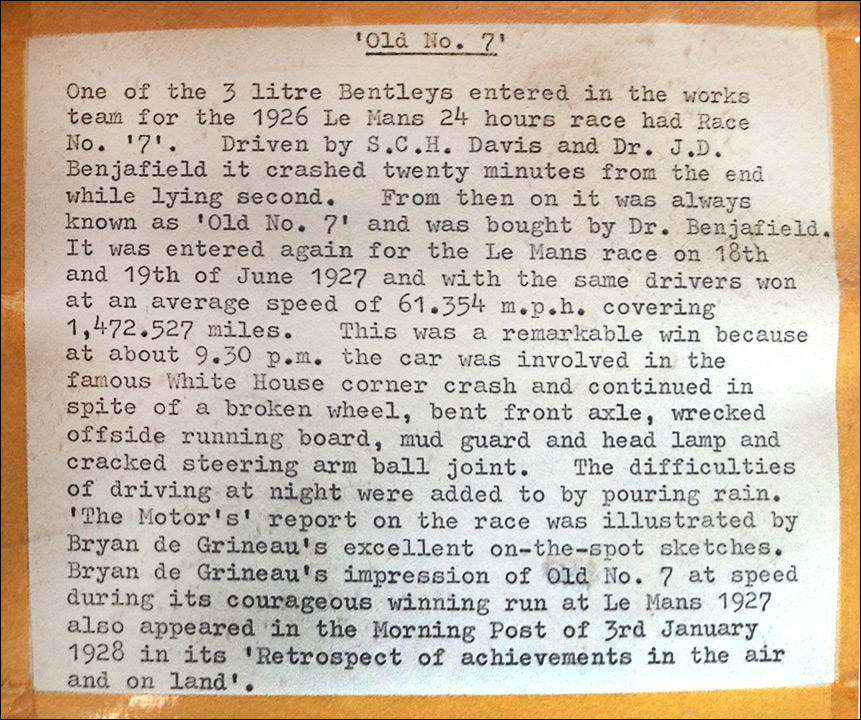 'Old No. 7'
One of the 3 litre Bentleys entered in the works
team for the 1926 Le Mans 24 hours race had Race
No. '7'. Driven by S.C.H. Davis and Dr. J.D.
Benjafield it crashed twenty minutes from the end
while lying second. From then on it was always
known as 'Old No. 7' and was bought by Dr. Benjafield.
It was entered again for the Le Mans race on 18th
and 19th of June 1927 and with the same drivers won
at an average speed of 61.354 m.p.h. covering
1,472.527 miles. This was a remarkable win because
at about 9.30 p.m. the car was involved in the
famous White House corner crash and continued in
spite of a broken wheel, bent front axle, wrecked
offside running board, mud guard and head lamp and
cracked steering arm ball joint. The difficulties
of driving at night were added to by pouring rain.
'The Motor's' report on the race was illustrated by
Bryan de Grineau's excellent on-the-spot sketches.
Bryan de Grineau's impression of Old No. 7 at speed
during its courageous winning run at Le Mans 1927
also appeared in the Morning Post of 3rd January
1928 in its 'Retrospect of achievements in the air
and on land'.